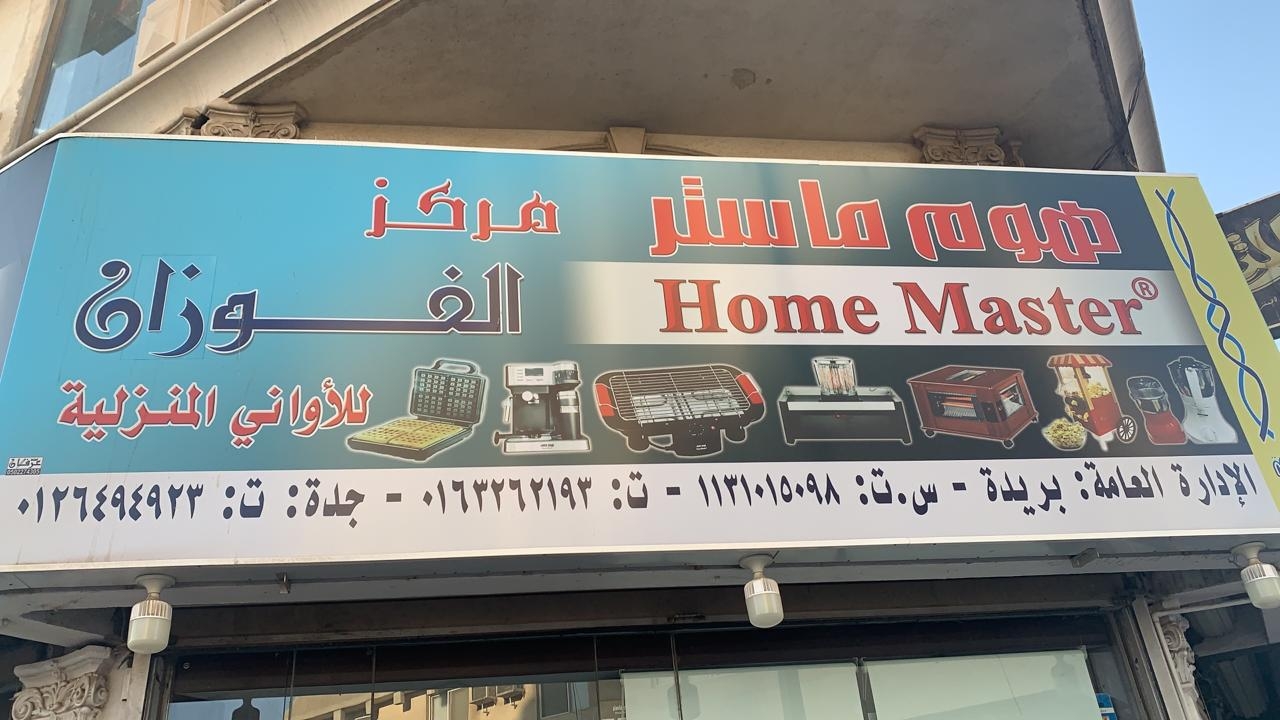 هوم ماستر
Home Master®
مركز
الفوزان
للأواني المنزلية
الإدارة العامة: بريدة - س.ت: ١١٣١٠١٥٠٩٨ - ت: ٠١٦٣٢٦٢١٩٣ - جدة: ت: ٠١٢٦٤٩٤٩٢٣